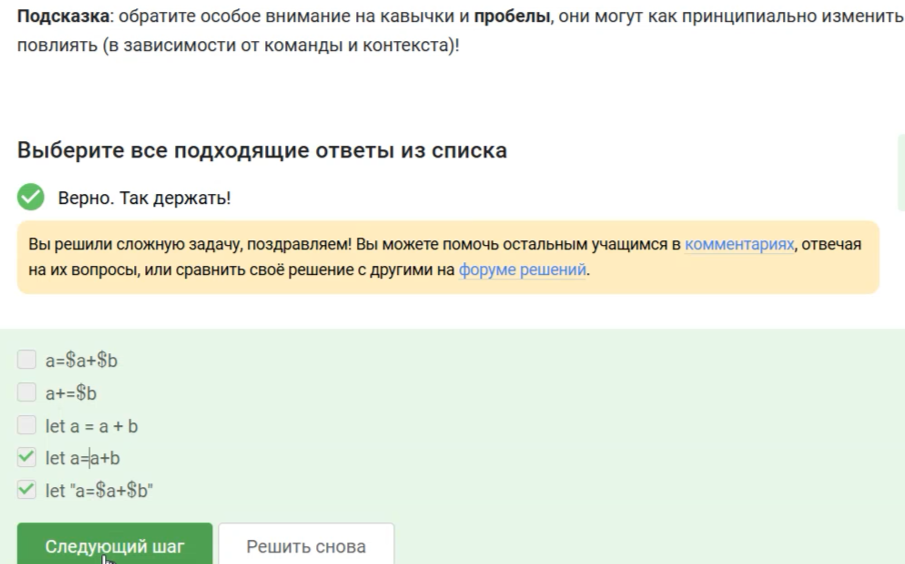 Подсказка: обратите особое внимание на кавычки и пробелы, они могут как принципиально изменить
повлиять (в зависимости от команды и контекста)!
Выберите все подходящие ответы из списка
Верно. Так держать!
Вы решили сложную задачу, поздравляем! Вы можете помочь остальным учащимся в комментариях, отвечая
на их вопросы, или сравнить своё решение с другими на форуме решений.
a=$a+$b
a+=$b
let a = a + b
let a=a+b
let "a=$a+$b"
Следующий шаг
Решить снова